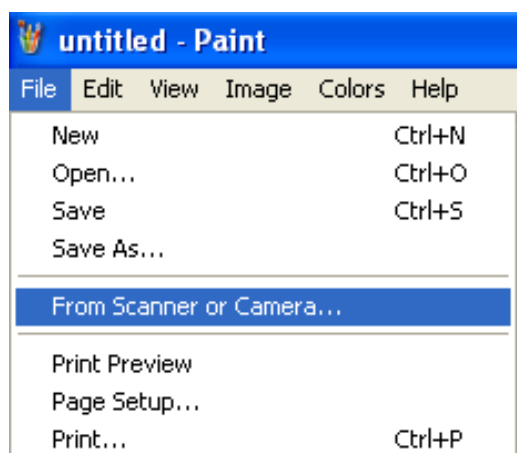 untitled - Paint
File Edit View Image Colors Help
New Ctrl+N
Open... Ctrl+O
Save Ctrl+S
Save As...
From Scanner or Camera...
Print Preview
Page Setup...
Print... Ctrl+P